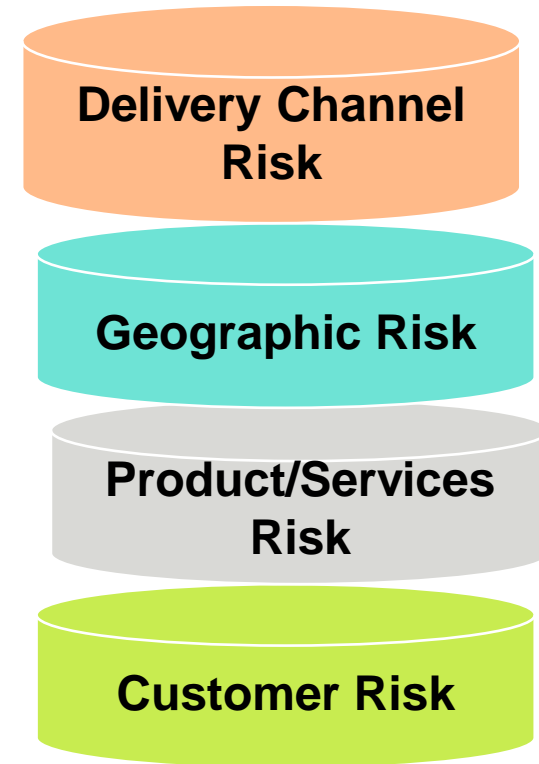 Delivery Channel
Risk
Geographic Risk
Product/Services
Risk
Customer Risk